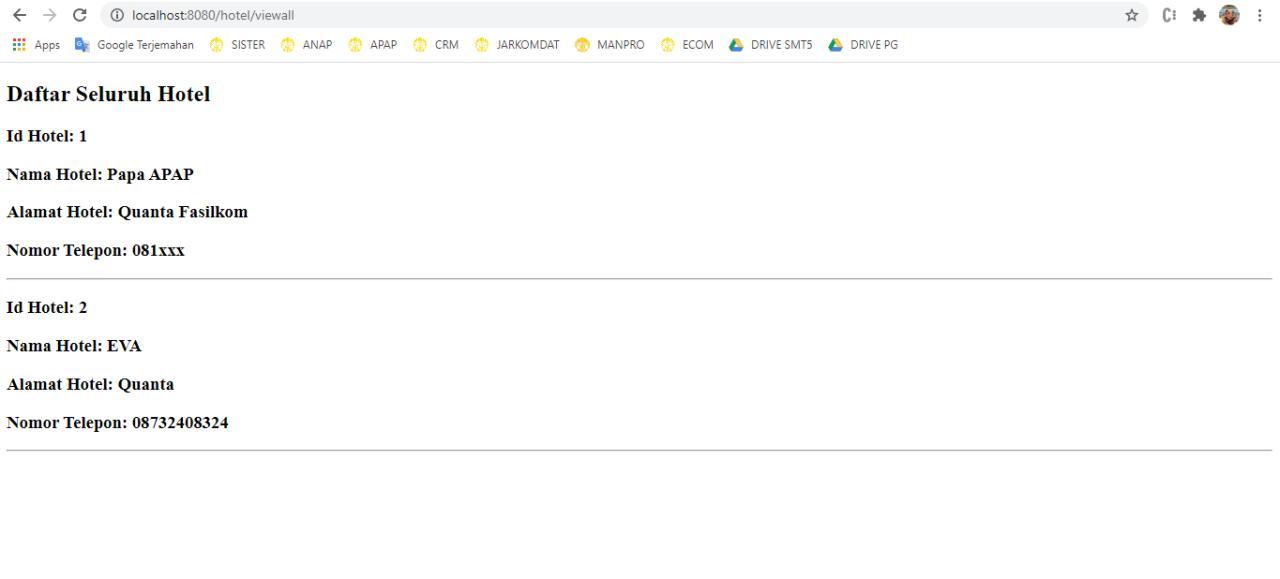 localhost:8080/hotel/viewall
Apps Google Terjemahan SISTER ANAP APAP CRM JARKOMDAT MANPRO ECOM DRIVE SMT5 DRIVE PG
Daftar Seluruh Hotel
Id Hotel: 1
Nama Hotel: Papa APAP
Alamat Hotel: Quanta Fasilkom
Nomor Telepon: 081xxx
Id Hotel: 2
Nama Hotel: EVA
Alamat Hotel: Quanta
Nomor Telepon: 08732408324